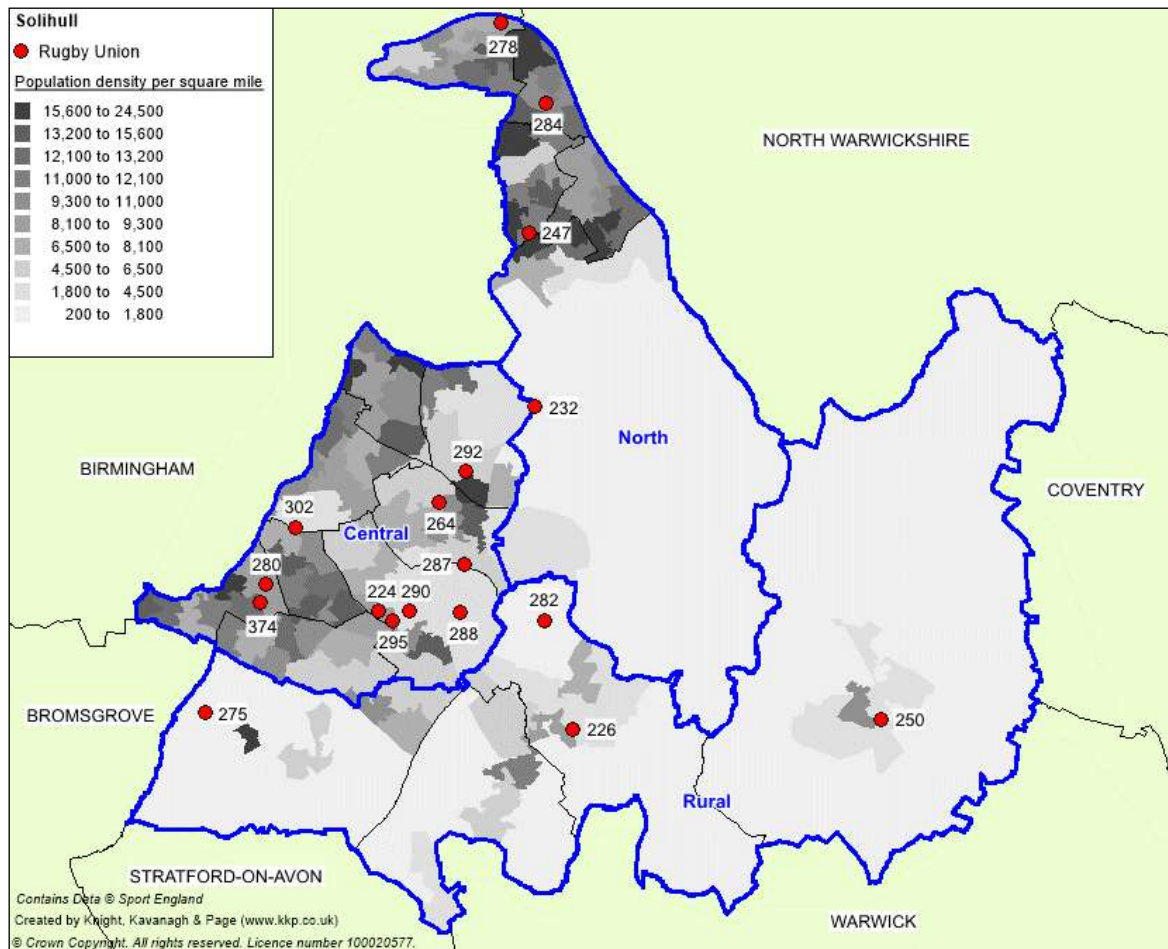 Solihull
Rugby Union
Population density per square mile
15,600 to 24,500
13,200 to 15,600
12,100 to 13,200
11,000 to 12,100
9,300 to 11,000
8,100 to 9,300
6,500 to 8,100
4,500 to 6,500
1,800 to 4,500
200 to 1,800
278
284
NORTH WARWICKSHIRE
247
232
North
292
BIRMINGHAM
COVENTRY
302
264
Central
287
280
224
290
282
374
295
288
BROMSGROVE
275
250
226
Rural
STRATFORD-ON-AVON
WARWICK
Contains Data © Sport England
Created by Knight, Kavanagh & Page (www.kkp.co.uk)
© Crown Copyright. All rights reserved. Licence number 100020577.